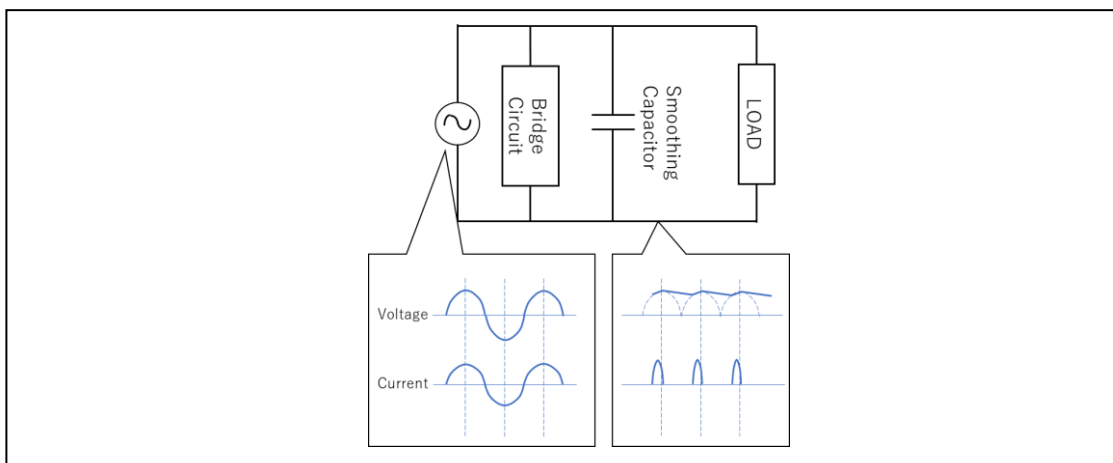 Bridge
Circuit
Smoothing
Capacitor
LOAD
Voltage
Current